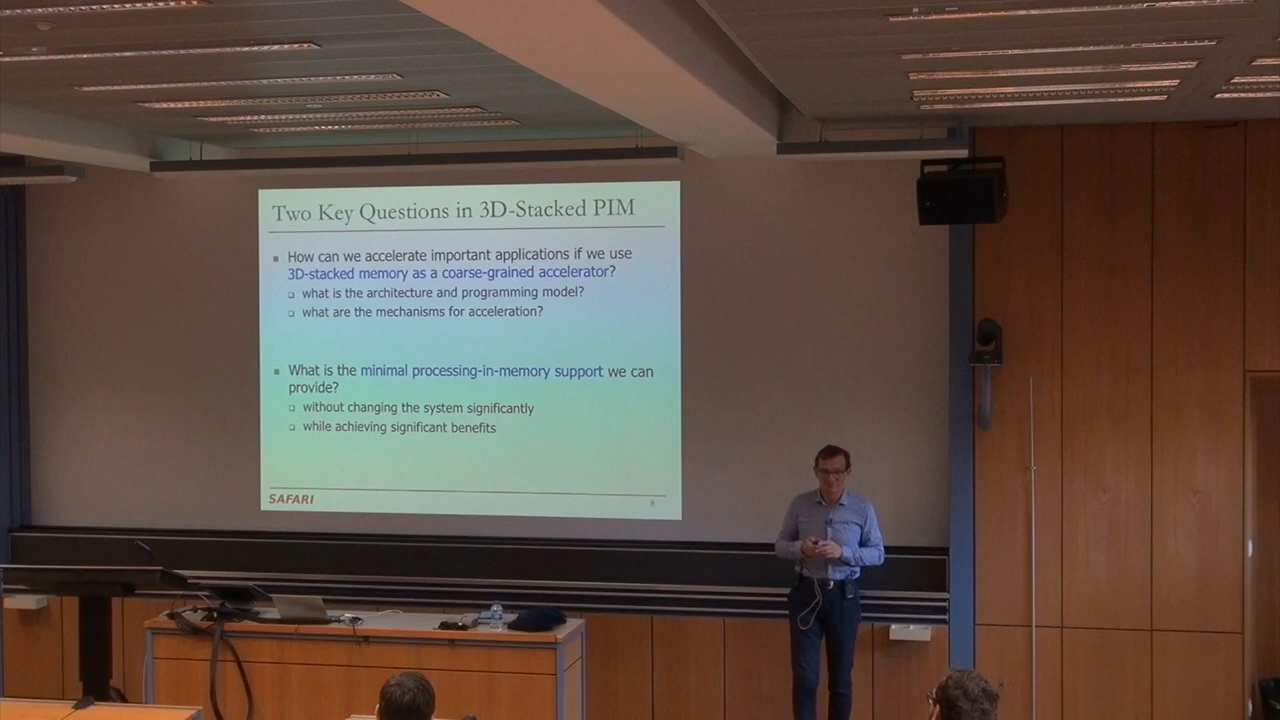 Two Key Questions in 3D-Stacked PIM
How can we accelerate important applications if we use
3D-stacked memory as a coarse-grained accelerator?
what is the architecture and programming model?
what are the mechanisms for acceleration?
What is the minimal processing-in-memory support we can
provide?
without changing the system significantly
while achieving significant benefits
SAFARI
8